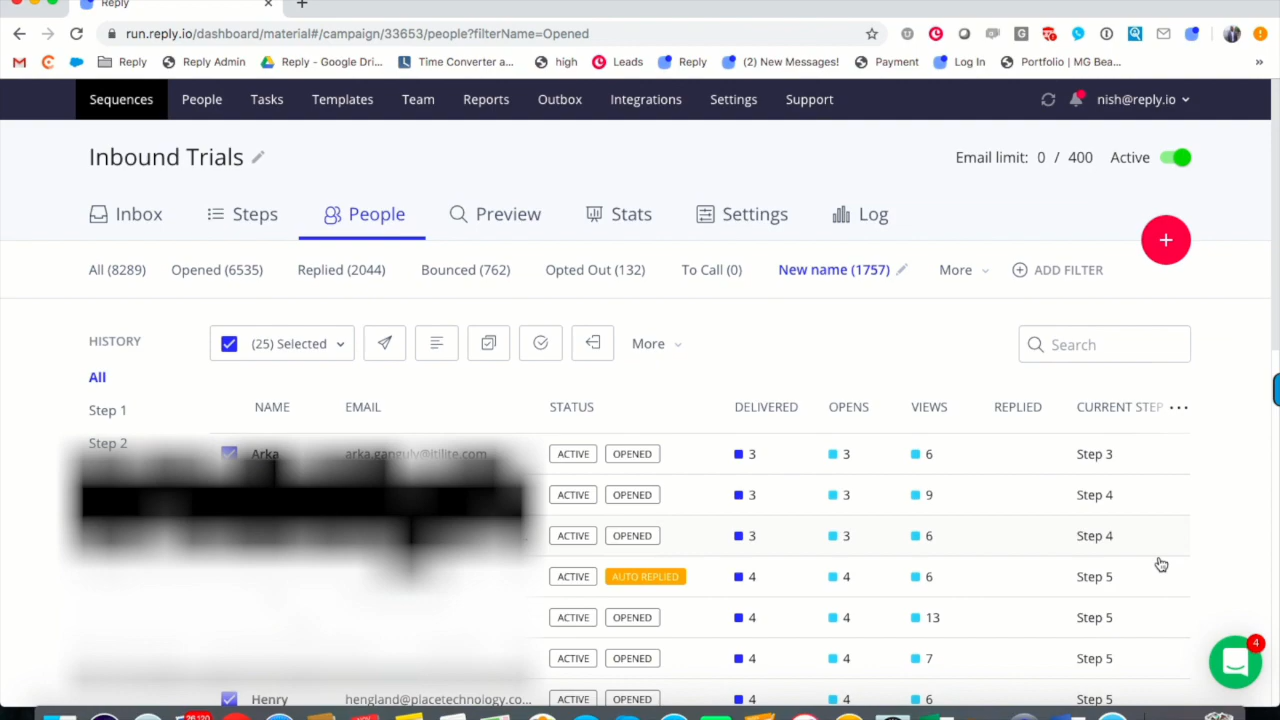 Reply
run.reply.io/dashboard/material#/campaign/33653/people?filterName=Opened
Reply Reply Admin Reply - Google Dri... Time Converter a... high Leads Reply (2) New Messages! Payment Log In Portfolio | MG Bea... »
Sequences People Tasks Templates Team Reports Outbox Integrations Settings Support nish@reply.io
Inbound Trials Email limit: 0 / 400 Active
Inbox Steps People Preview Stats Settings Log
+
All (8289) Opened (6535) Replied (2044) Bounced (762) Opted Out (132) To Call (0) New name (1757) More ADD FILTER
HISTORY (25) Selected More Search
All
Step 1 NAME EMAIL STATUS DELIVERED OPENS VIEWS REPLIED CURRENT STEP
Step 2
Arka arka.ganguly@itilite.com ACTIVE OPENED 3 3 6 Step 3
ACTIVE OPENED 3 3 9 Step 4
ACTIVE OPENED 3 3 6 Step 4
ACTIVE AUTO REPLIED 4 4 6 Step 5
ACTIVE OPENED 4 4 13 Step 5
ACTIVE OPENED 4 4 7 Step 5
4
Henry hengland@placetechnology.co... ACTIVE OPENED 4 4 6 Step 5